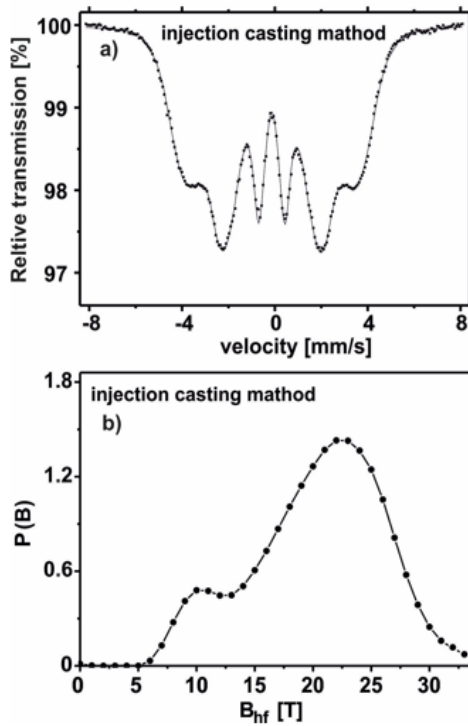 100
a)
injection casting mathod
99
98
97
Reltive transmission [%]
-8
-4
0
4
8
velocity [mm/s]
1.8
injection casting mathod
b)
1.2
0.6
0
P (B)
0
5
10
15
20
25
30
Bhf [T]